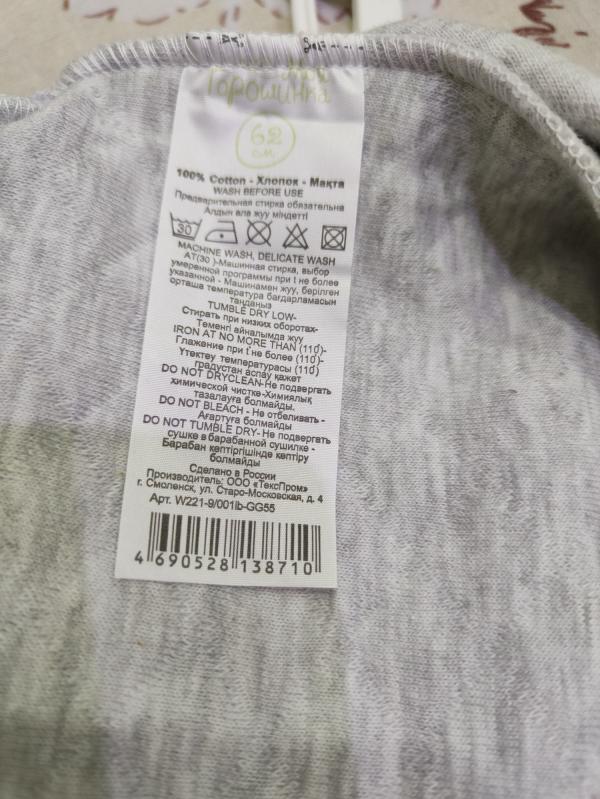 Моя
Горошинка
62
см
100% Cotton - Хлопок - Мақта
WASH BEFORE USE
Предварительная стирка обязательна
Алдын ала жуу міндетті
30
MACHINE WASH, DELICATE WASH
AT(30 )-Машинная стирка, выбор
умеренной программы при t не более
указанной - Машинамен жуу, берілген
орташа температура бағдарламасын
таңдаңыз
TUMBLE DRY LOW-
Стирать при низких оборотах-
Төменгі айналымда жуу
IRON AT NO MORE THAN (110)-
Глажение при t не более (110)-
Үтектеу температурасы (110)
градустан аспау қажет
DO NOT DRYCLEAN-Не подвергать
химической чистке-Химиялық
тазалауға болмайды.
DO NOT BLEACH - Не отбеливать -
Ағартуға болмайды
DO NOT TUMBLE DRY- Не подвергать
сушке в барабанной сушилке -
Барабан кептіргішінде кептіру
болмайды
Сделано в России
Производитель: ООО «ТексПром»
г. Смоленск, ул. Старо-Московская, д. 4
Арт. W221-9/001lb-GG55
4 690528 138710